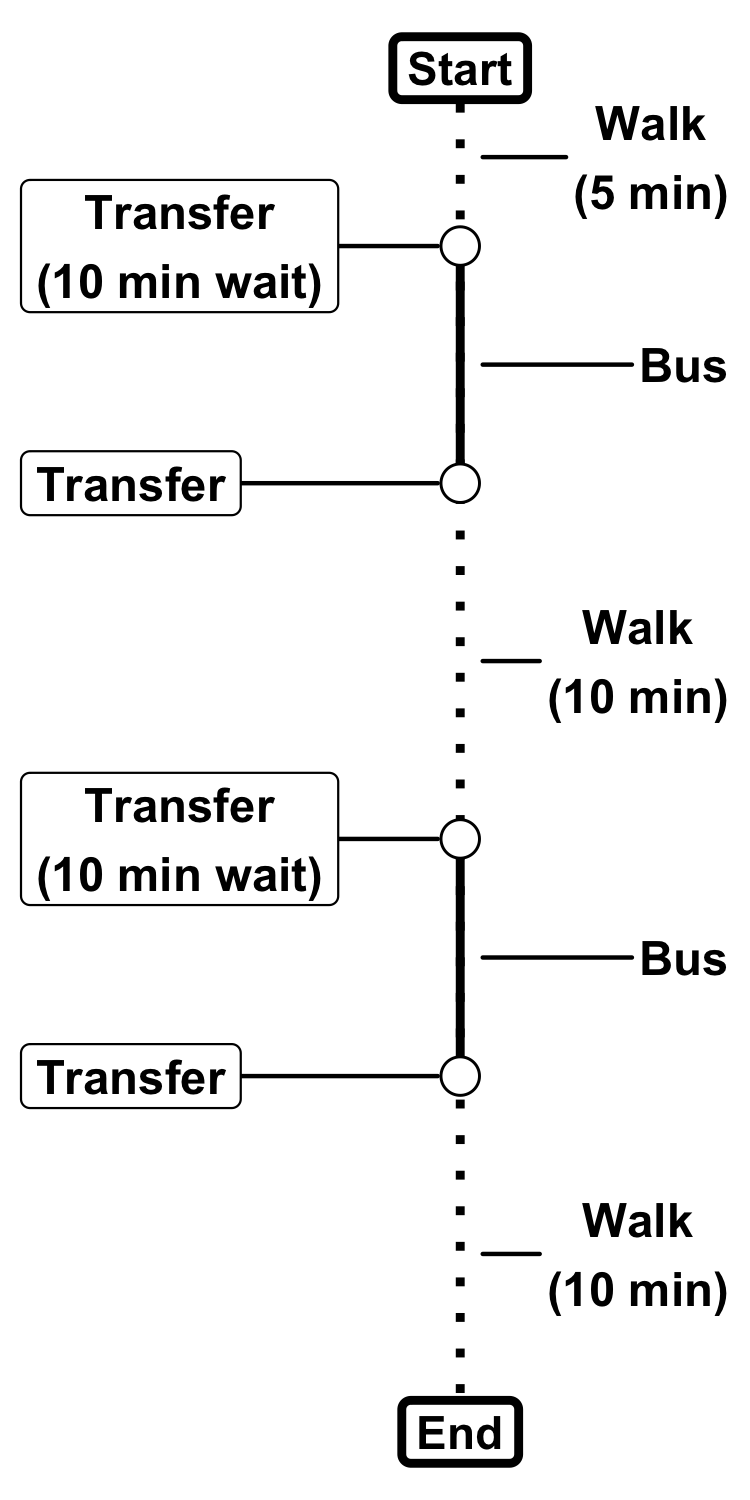 Start
Walk
(5 min)
Transfer
(10 min wait)
Bus
Transfer
Walk
(10 min)
Transfer
(10 min wait)
Bus
Transfer
Walk
(10 min)
End